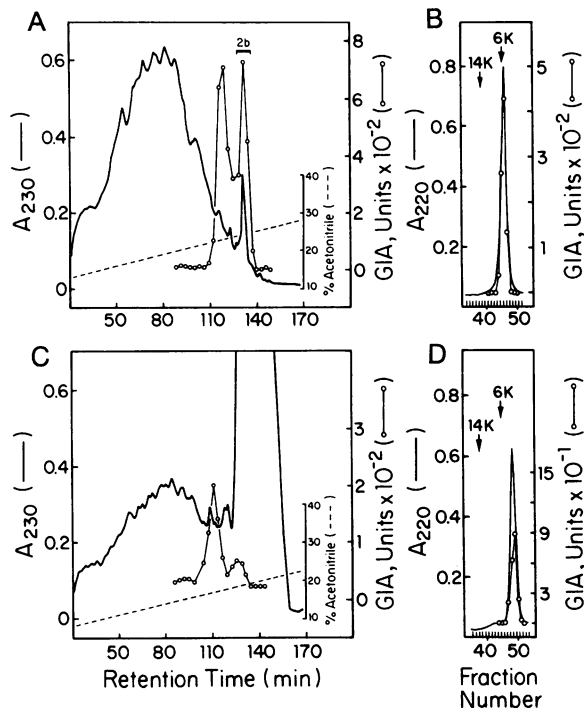 A
0.6
0.4
0.2
0
A230 (——)
50
90
110
140
170
2b
8
6
4
2
0
GIA, Units x 10-2 (o—o)
40
30
20
10
% Acetonitrile (---)
B
14K
6K
0.8
0.6
0.4
0.2
A220 (——)
40
50
5
3
1
GIA, Units x 10-2 (o—o)
C
0.6
0.4
0.2
0
A230 (——)
50
80
110
140
170
Retention Time (min)
3
2
1
0
GIA, Units x 10-2 (o—o)
40
30
20
10
% Acetonitrile (---)
D
14K
6K
0.8
0.6
0.4
0.2
A220 (——)
40
50
Fraction
Number
15
9
3
GIA, Units x 10-1 (o—o)